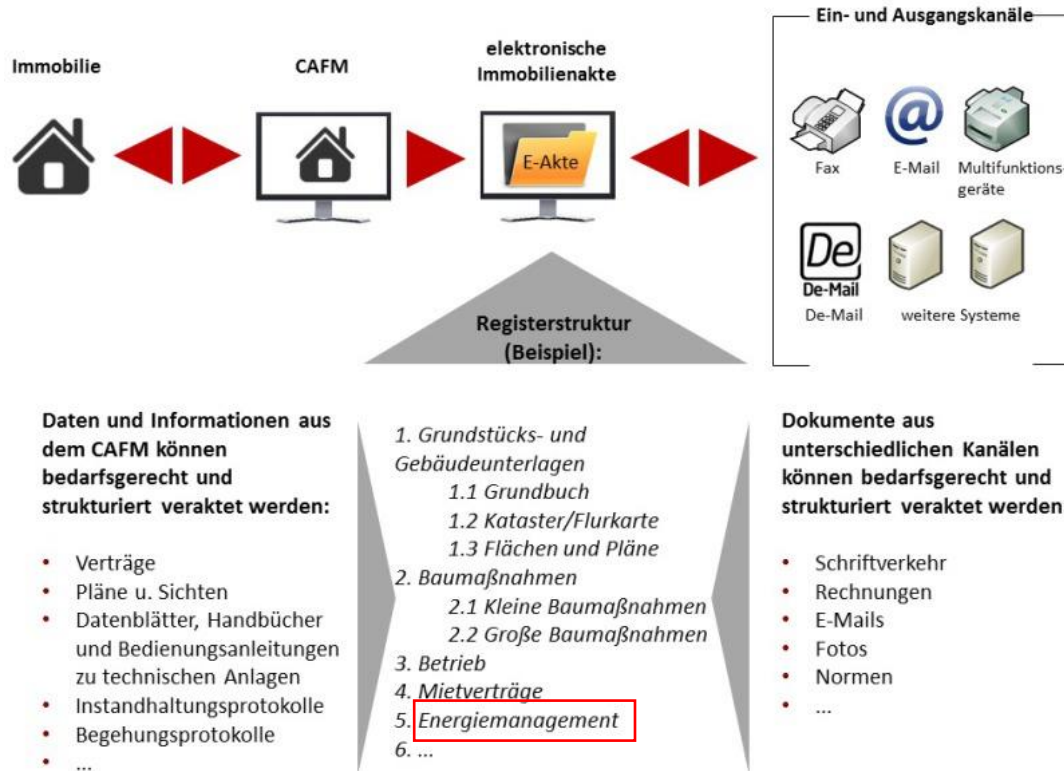 Ein- und Ausgangskanäle
Immobilie
CAFM
elektronische
Immobilienakte
E-Akte
Fax
E-Mail
Multifunktions-
geräte
De
De-Mail
De-Mail
weitere Systeme
Registerstruktur
(Beispiel):
Daten und Informationen aus
dem CAFM können
bedarfsgerecht und
strukturiert veraktet werden:
• Verträge
• Pläne u. Sichten
• Datenblätter, Handbücher
und Bedienungsanleitungen
zu technischen Anlagen
• Instandhaltungsprotokolle
• Begehungsprotokolle
• ...
1. Grundstücks- und
Gebäudeunterlagen
1.1 Grundbuch
1.2 Kataster/Flurkarte
1.3 Flächen und Pläne
2. Baumaßnahmen
2.1 Kleine Baumaßnahmen
2.2 Große Baumaßnahmen
3. Betrieb
4. Mietverträge
5. Energiemanagement
6. ...
Dokumente aus
unterschiedlichen Kanälen
können bedarfsgerecht und
strukturiert veraktet werden
• Schriftverkehr
• Rechnungen
• E-Mails
• Fotos
• Normen
• ...